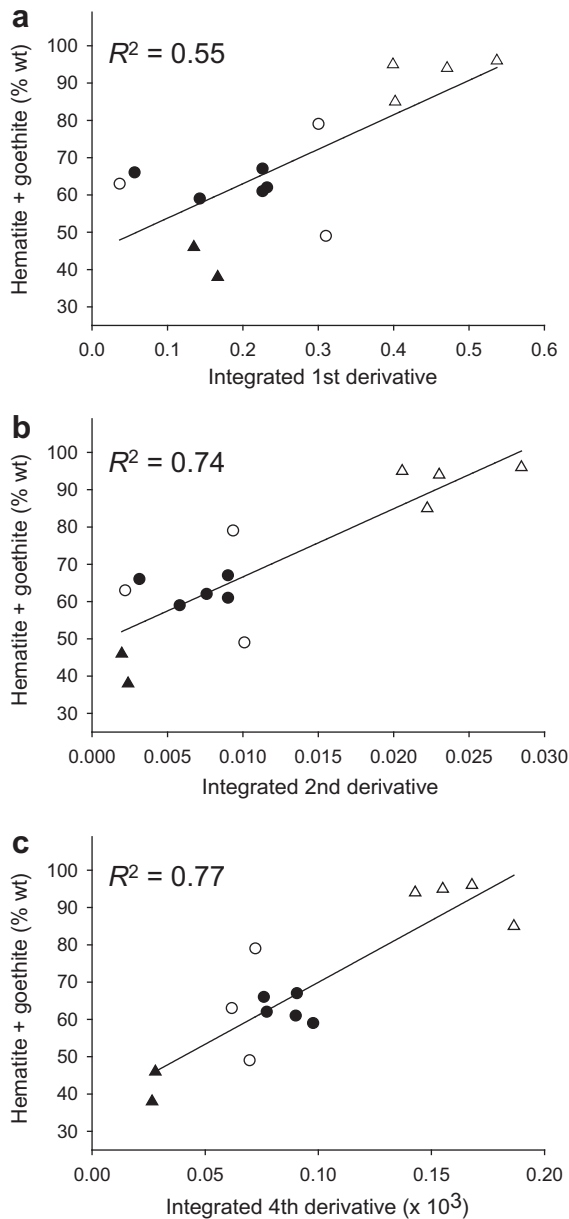 a
R² = 0.55
Hematite + goethite (% wt)
100
90
80
70
60
50
40
30
0.0 0.1 0.2 0.3 0.4 0.5 0.6
Integrated 1st derivative
b
R² = 0.74
Hematite + goethite (% wt)
100
90
80
70
60
50
40
30
0.000 0.005 0.010 0.015 0.020 0.025 0.030
Integrated 2nd derivative
c
R² = 0.77
Hematite + goethite (% wt)
100
90
80
70
60
50
40
30
0.00 0.05 0.10 0.15 0.20
Integrated 4th derivative (x 10³)